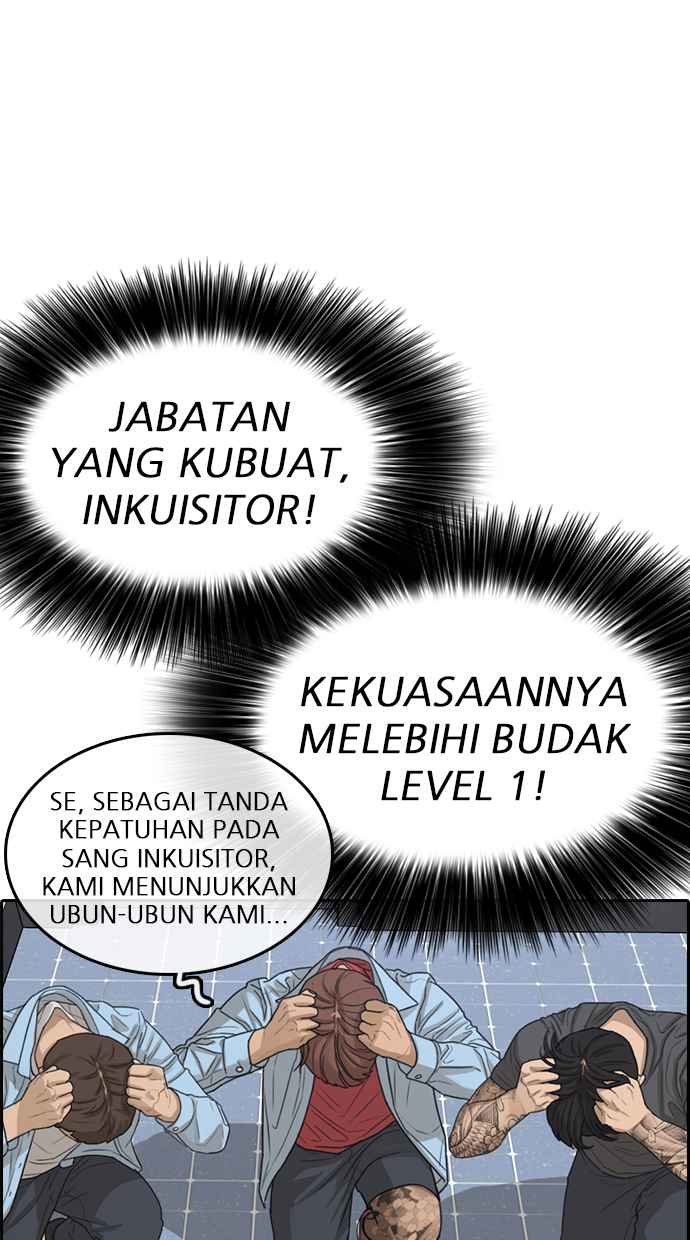 JABATAN
YANG KUBUAT,
INKUISITOR!
KEKUASAANNYA
MELEBIHI BUDAK
LEVEL 1!
SE, SEBAGAI TANDA
KEPATUHAN PADA
SANG INKUISITOR,
KAMI MENUNJUKKAN
UBUN-UBUN KAMI...